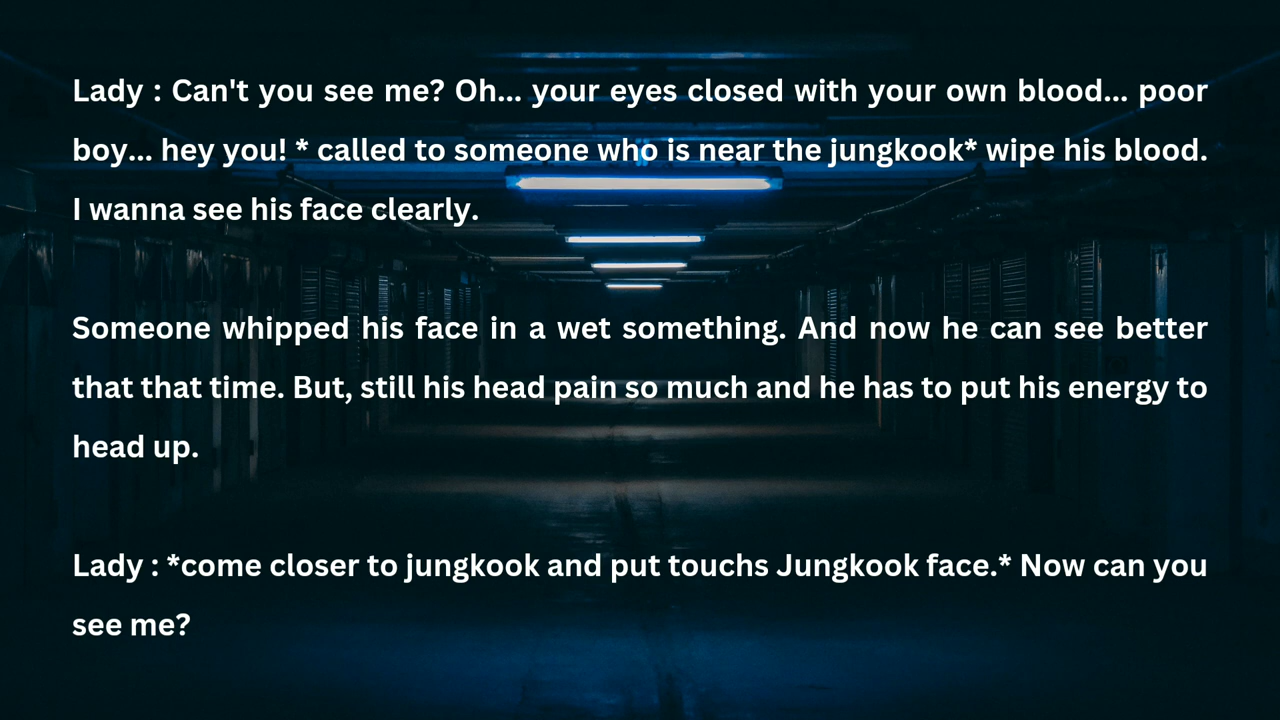 Lady : Can't you see me? Oh... your eyes closed with your own blood... poor
boy... hey you! * called to someone who is near the jungkook* wipe his blood.
I wanna see his face clearly.
Someone whipped his face in a wet something. And now he can see better
that that time. But, still his head pain so much and he has to put his energy to
head up.
Lady : *come closer to jungkook and put touchs Jungkook face.* Now can you
see me?